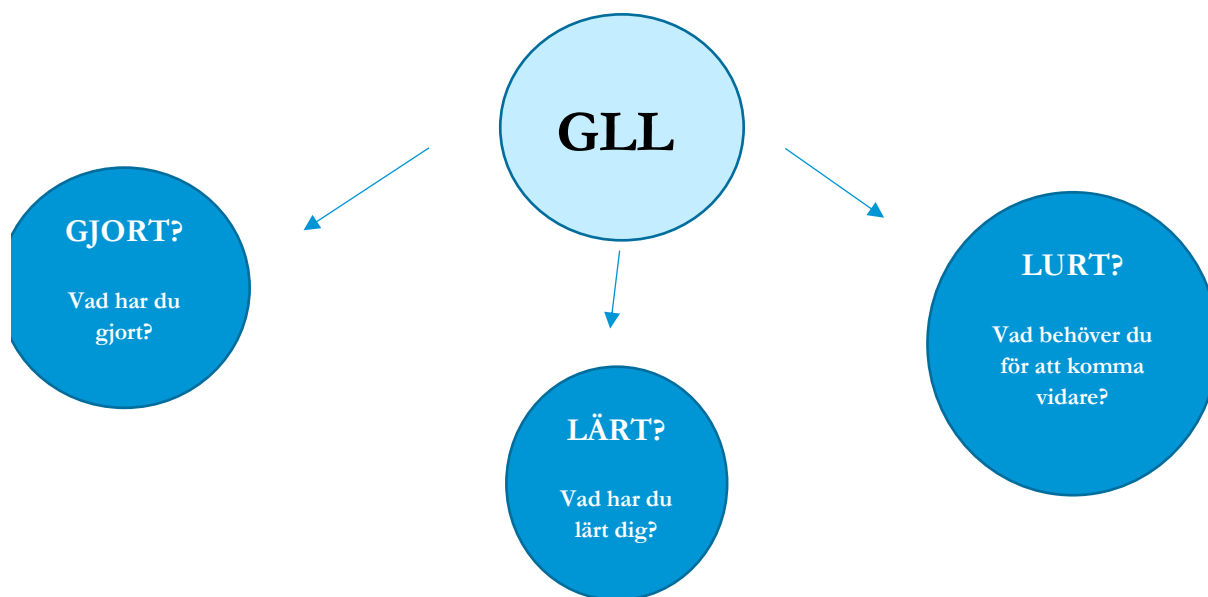 GLL
GJORT?
Vad har du
gjort?
LÄRT?
Vad har du
lärt dig?
LURT?
Vad behöver du
för att komma
vidare?